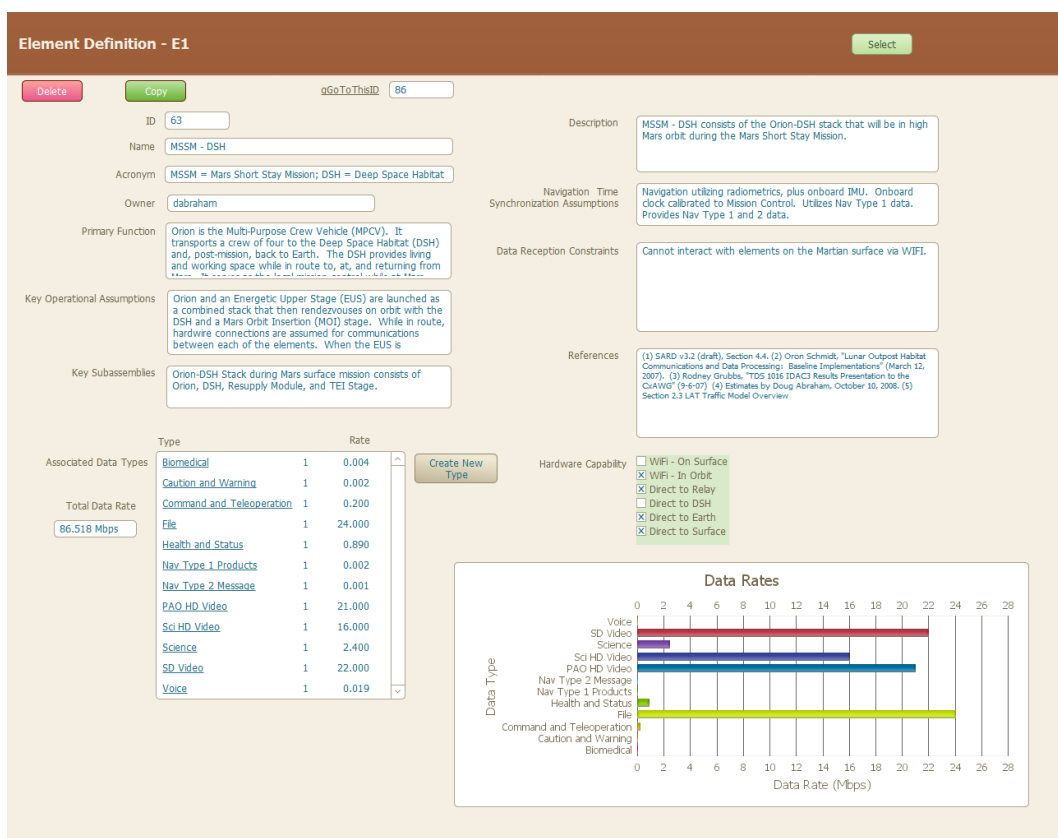 Element Definition - E1
Select
Delete
Copy
gGoToThisID
86
ID
63
Name
MSSM - DSH
Acronym
MSSM = Mars Short Stay Mission; DSH = Deep Space Habitat
Owner
dabraham
Primary Function
Orion is the Multi-Purpose Crew Vehicle (MPCV).  It
transports a crew of four to the Deep Space Habitat (DSH)
and, post-mission, back to Earth.  The DSH provides living
and working space while in route to, at, and returning from
Key Operational Assumptions
Orion and an Energetic Upper Stage (EUS) are launched as
a combined stack that then rendezvouses on orbit with the
DSH and a Mars Orbit Insertion (MOI) stage.  While in route,
hardwire connections are assumed for communications
between each of the elements.  When the EUS is
Key Subassemblies
Orion-DSH Stack during Mars surface mission consists of
Orion, DSH, Resupply Module, and TEI Stage.
Description
MSSM - DSH consists of the Orion-DSH stack that will be in high
Mars orbit during the Mars Short Stay Mission.
Navigation Time
Synchronization Assumptions
Navigation utilizing radiometrics, plus onboard IMU.  Onboard
clock calibrated to Mission Control.  Utilizes Nav Type 1 data.
Provides Nav Type 1 and 2 data.
Data Reception Constraints
Cannot interact with elements on the Martian surface via WIFI.
References
(1) SARD v3.2 (draft), Section 4.4. (2) Oron Schmidt, "Lunar Outpost Habitat
Communications and Data Processing:  Baseline Implementations" (March 12,
2007).  (3) Rodney Grubbs, "TDS 1016 IDAC3 Results Presentation to the
CxAWG" (9-6-07)  (4) Estimates by Doug Abraham, October 10, 2008. (5)
Section 2.3 LAT Traffic Model Overview
Type Rate
Associated Data Types
Biomedical 1 0.004
Caution and Warning 1 0.002
Command and Teleoperation 1 0.200
File 1 24.000
Health and Status 1 0.890
Nav Type 1 Products 1 0.002
Nav Type 2 Message 1 0.001
PAO HD Video 1 21.000
Sci HD Video 1 16.000
Science 1 2.400
SD Video 1 22.000
Voice 1 0.019
Total Data Rate
86.518 Mbps
Create New
Type
Hardware Capability
WiFi - On Surface
WiFi - In Orbit
Direct to Relay
Direct to DSH
Direct to Earth
Direct to Surface
Data Rates
0 2 4 6 8 10 12 14 16 18 20 22 24 26 28
Data Type
Voice
SD Video
Science
Sci HD Video
PAO HD Video
Nav Type 2 Message
Nav Type 1 Products
Health and Status
File
Command and Teleoperation
Caution and Warning
Biomedical
0 2 4 6 8 10 12 14 16 18 20 22 24 26 28
Data Rate (Mbps)